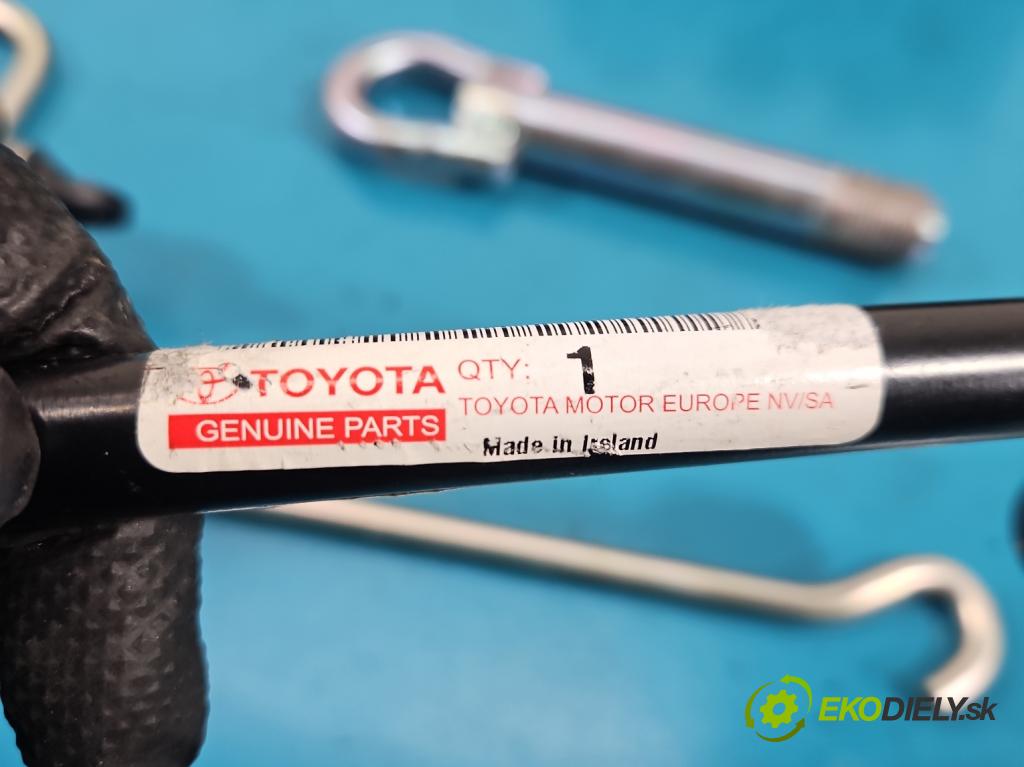 TOYOTA QTY: 1
GENUINE PARTS TOYOTA MOTOR EUROPE NV/SA
Made in Ireland
EKODIELY.sk